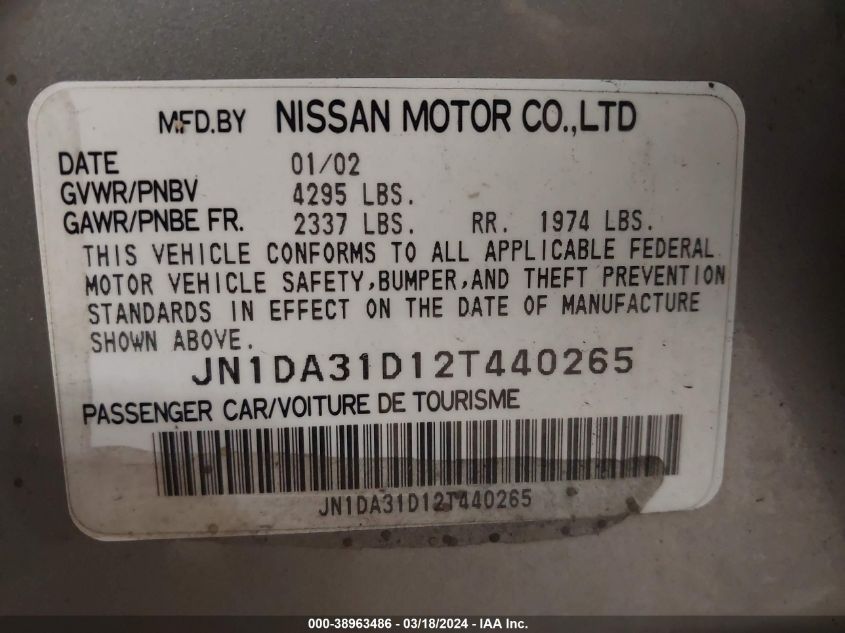 MFD.BY NISSAN MOTOR CO.,LTD
DATE 01/02
GVWR/PNBV 4295 LBS.
GAWR/PNBE FR. 2337 LBS. RR. 1974 LBS.
THIS VEHICLE CONFORMS TO ALL APPLICABLE FEDERAL
MOTOR VEHICLE SAFETY,BUMPER,AND THEFT PREVENTION
STANDARDS IN EFFECT ON THE DATE OF MANUFACTURE
SHOWN ABOVE.
JN1DA31D12T440265
PASSENGER CAR/VOITURE DE TOURISME
JN1DA31D12T440265
000-38963486 - 03/18/2024 - IAA Inc.